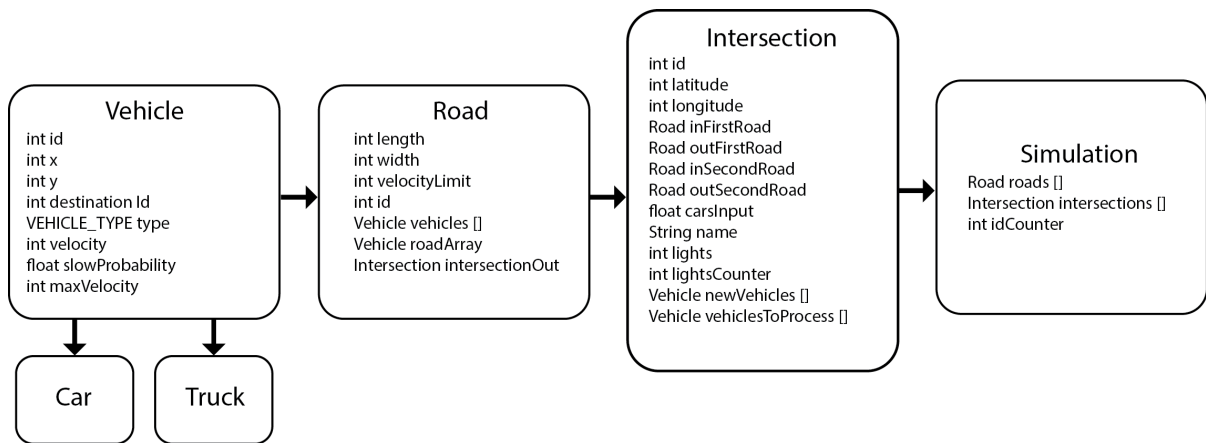 Vehicle
int id
int x
int y
int destination Id
VEHICLE_TYPE type
int velocity
float slowProbability
int maxVelocity
Car
Truck
Road
int length
int width
int velocityLimit
int id
Vehicle vehicles []
Vehicle roadArray
Intersection intersectionOut
Intersection
int id
int latitude
int longitude
Road inFirstRoad
Road outFirstRoad
Road inSecondRoad
Road outSecondRoad
float carsInput
String name
int lights
int lightsCounter
Vehicle newVehicles []
Vehicle vehiclesToProcess []
Simulation
Road roads []
Intersection intersections []
int idCounter